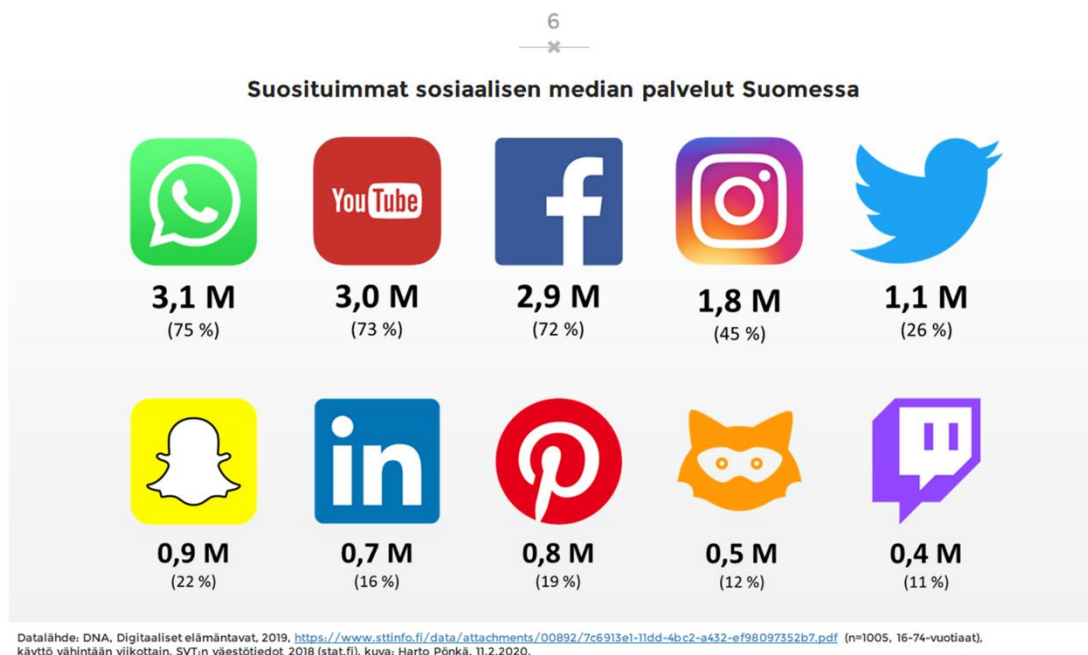 6
Suosituimmat sosiaalisen median palvelut Suomessa
YouTube
f
3,1 M
3,0 M
2,9 M
1,8 M
1,1 M
(75 %)
(73 %)
(72 %)
(45 %)
(26 %)
in
0,9 M
0,7 M
0,8 M
0,5 M
0,4 M
(22 %)
(16 %)
(19 %)
(12 %)
(11 %)
Datalähde: DNA, Digitaaliset elämäntavat, 2019, https://www.sttinfo.fi/data/attachments/00892/7c6913e1-11dd-4bc2-a432-ef98097352b7.pdf (n=1005, 16-74-vuotiaat),
käyttö vähintään viikottain, SVT:n väestötiedot 2018 (stat.fi), kuva: Harto Pönkä, 11.2.2020.